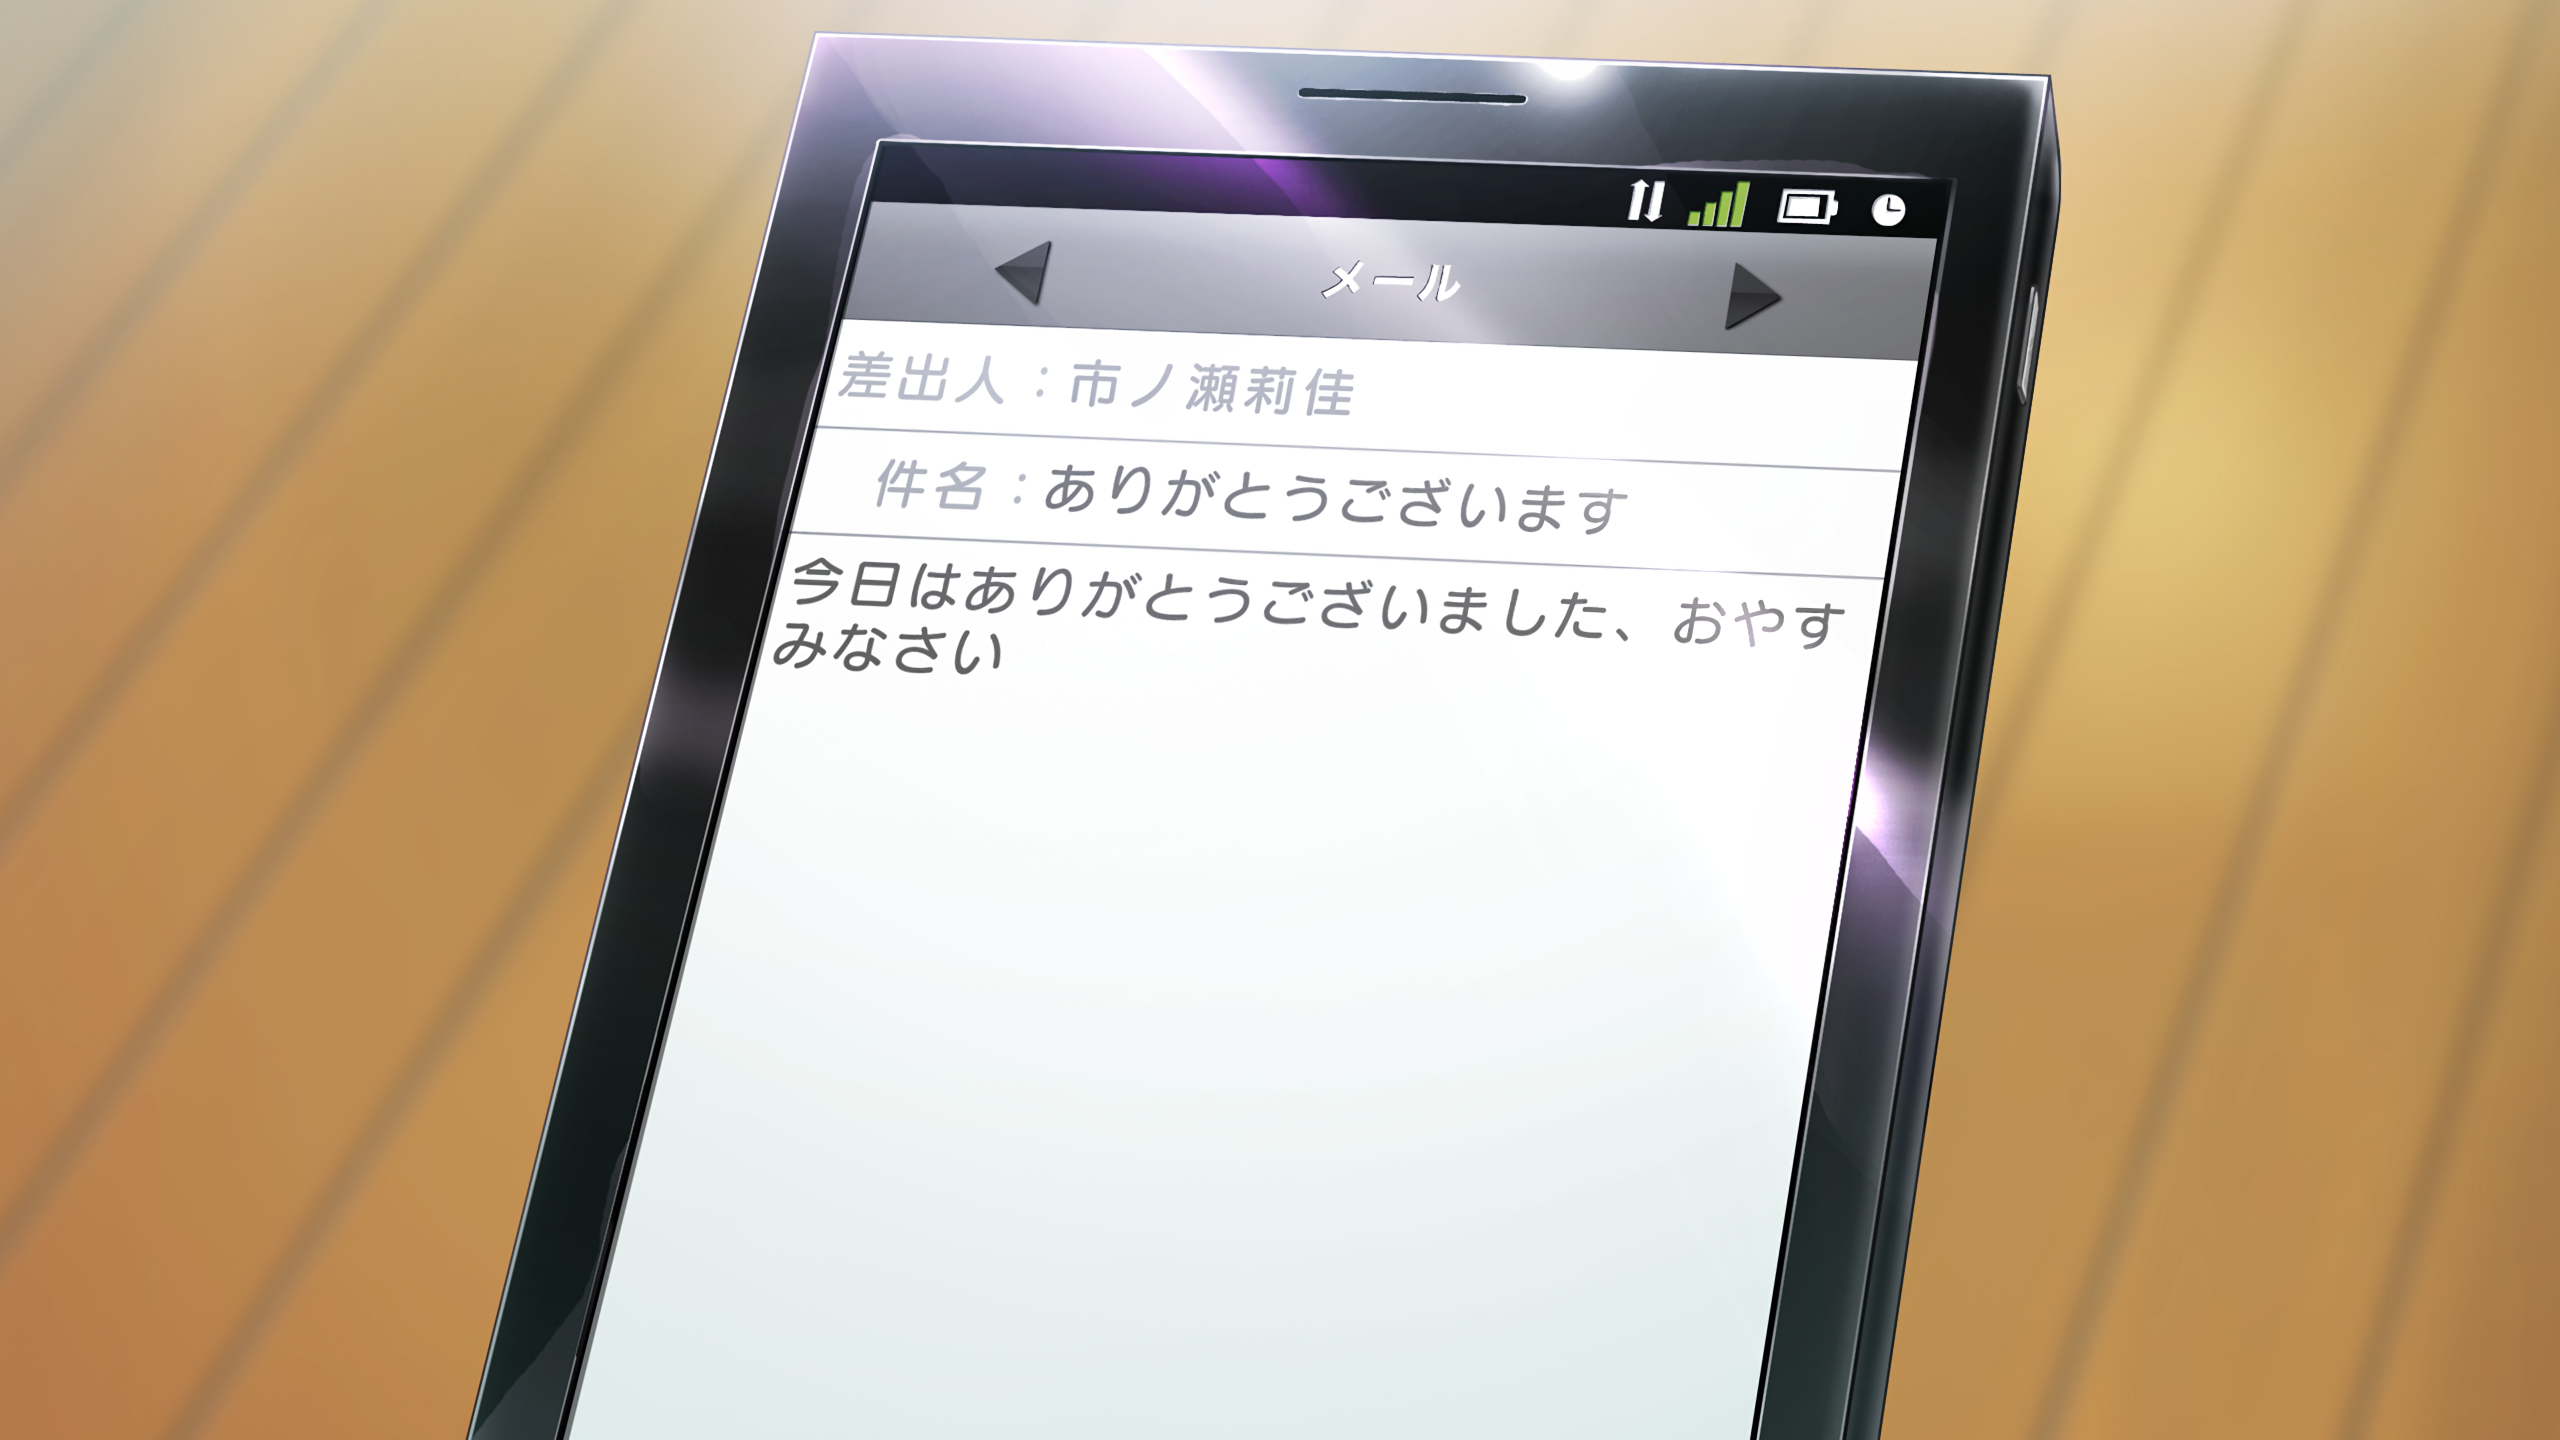 メール
差出人：市ノ瀬莉佳
件名：ありがとうございます
今日はありがとうございました、おやす
みなさい